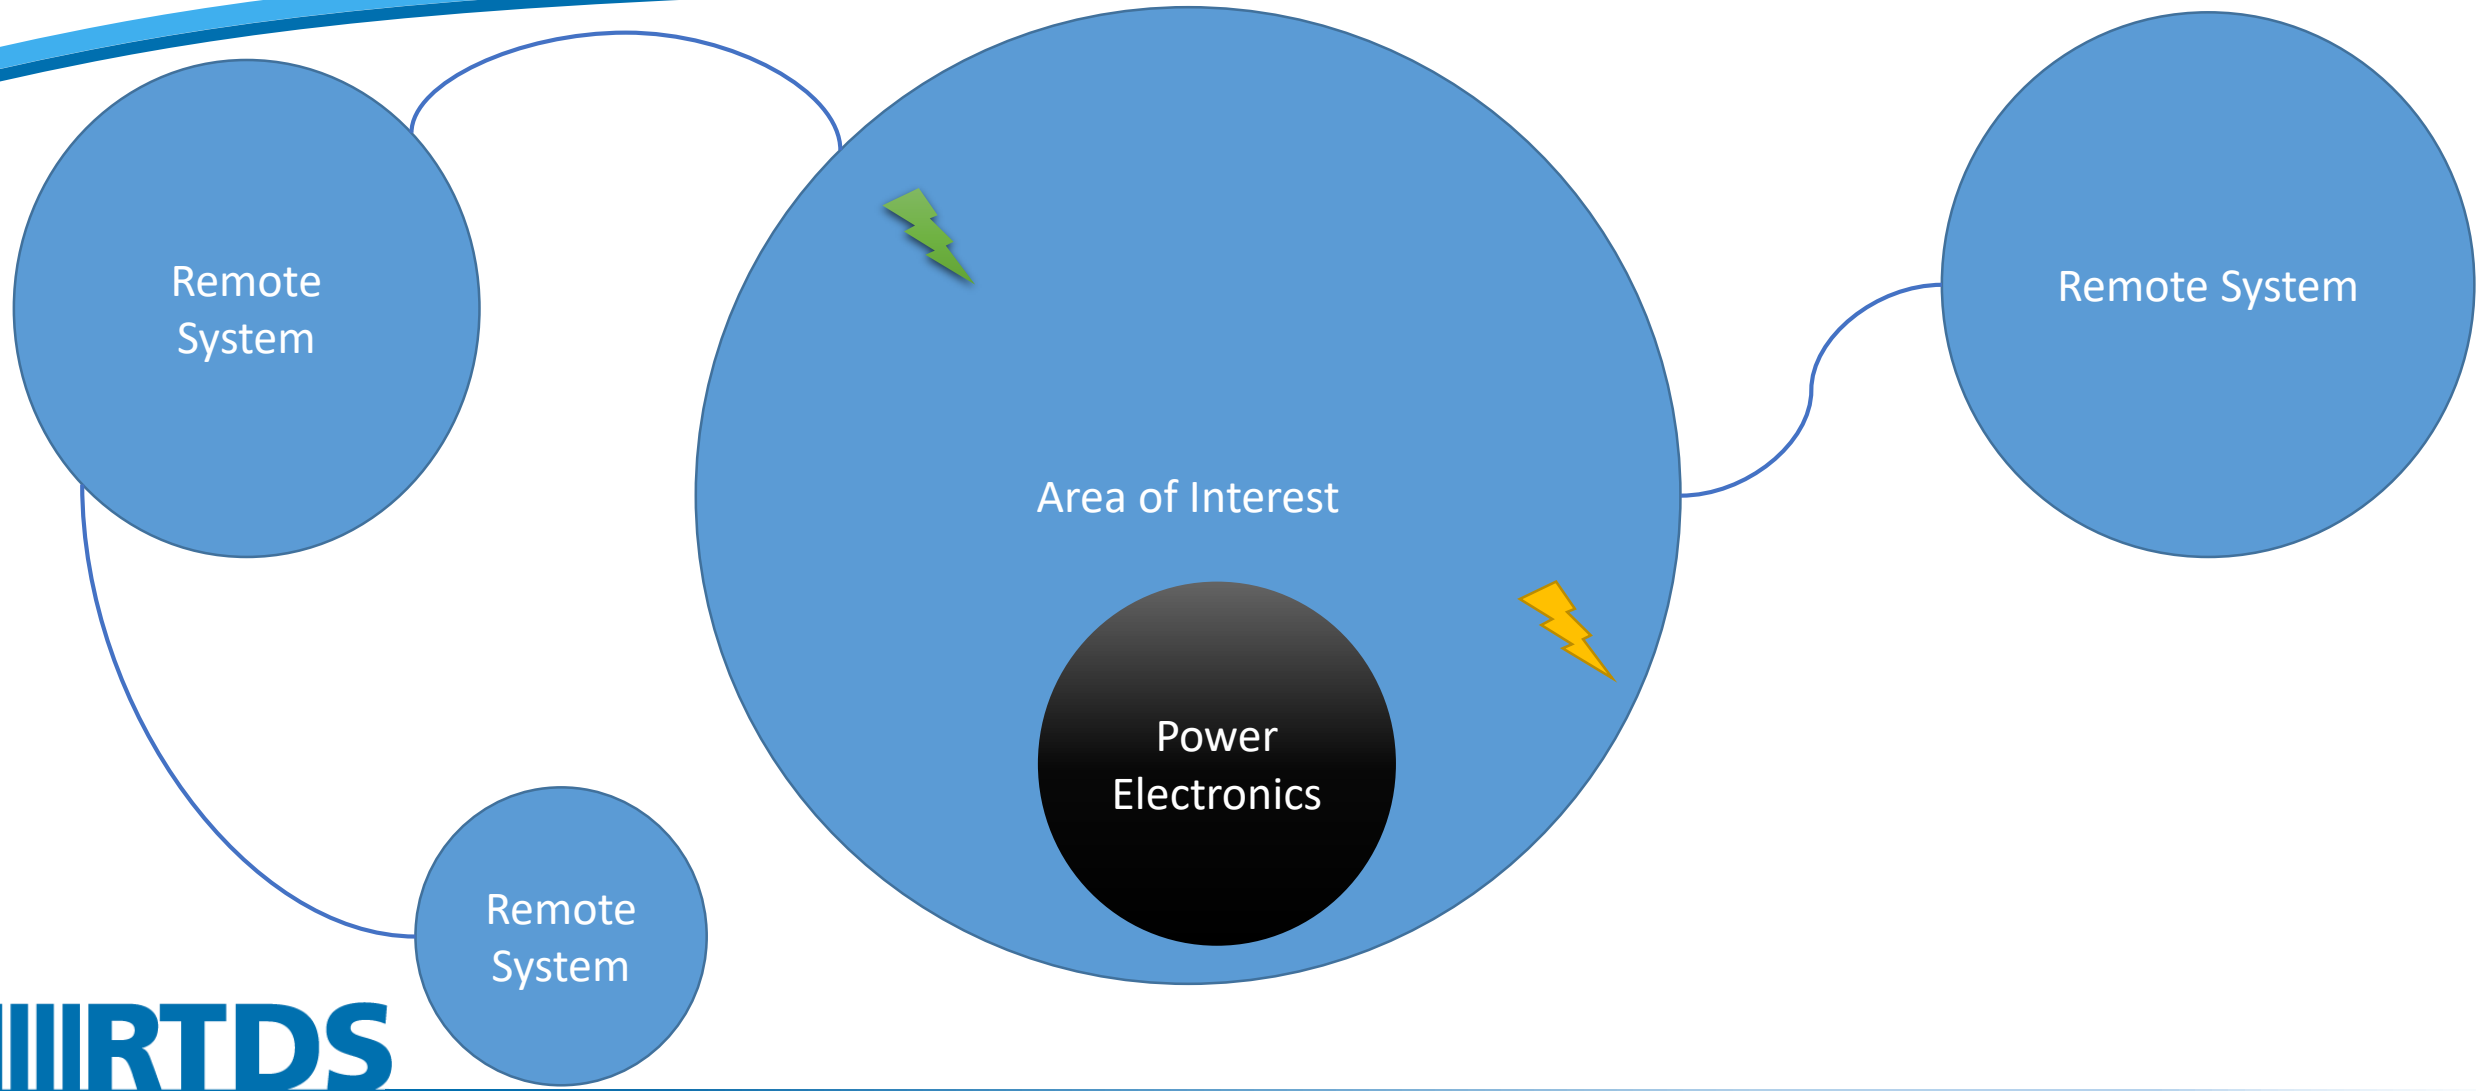 Remote
System
Area of Interest
Power
Electronics
Remote System
Remote
System
RTDS